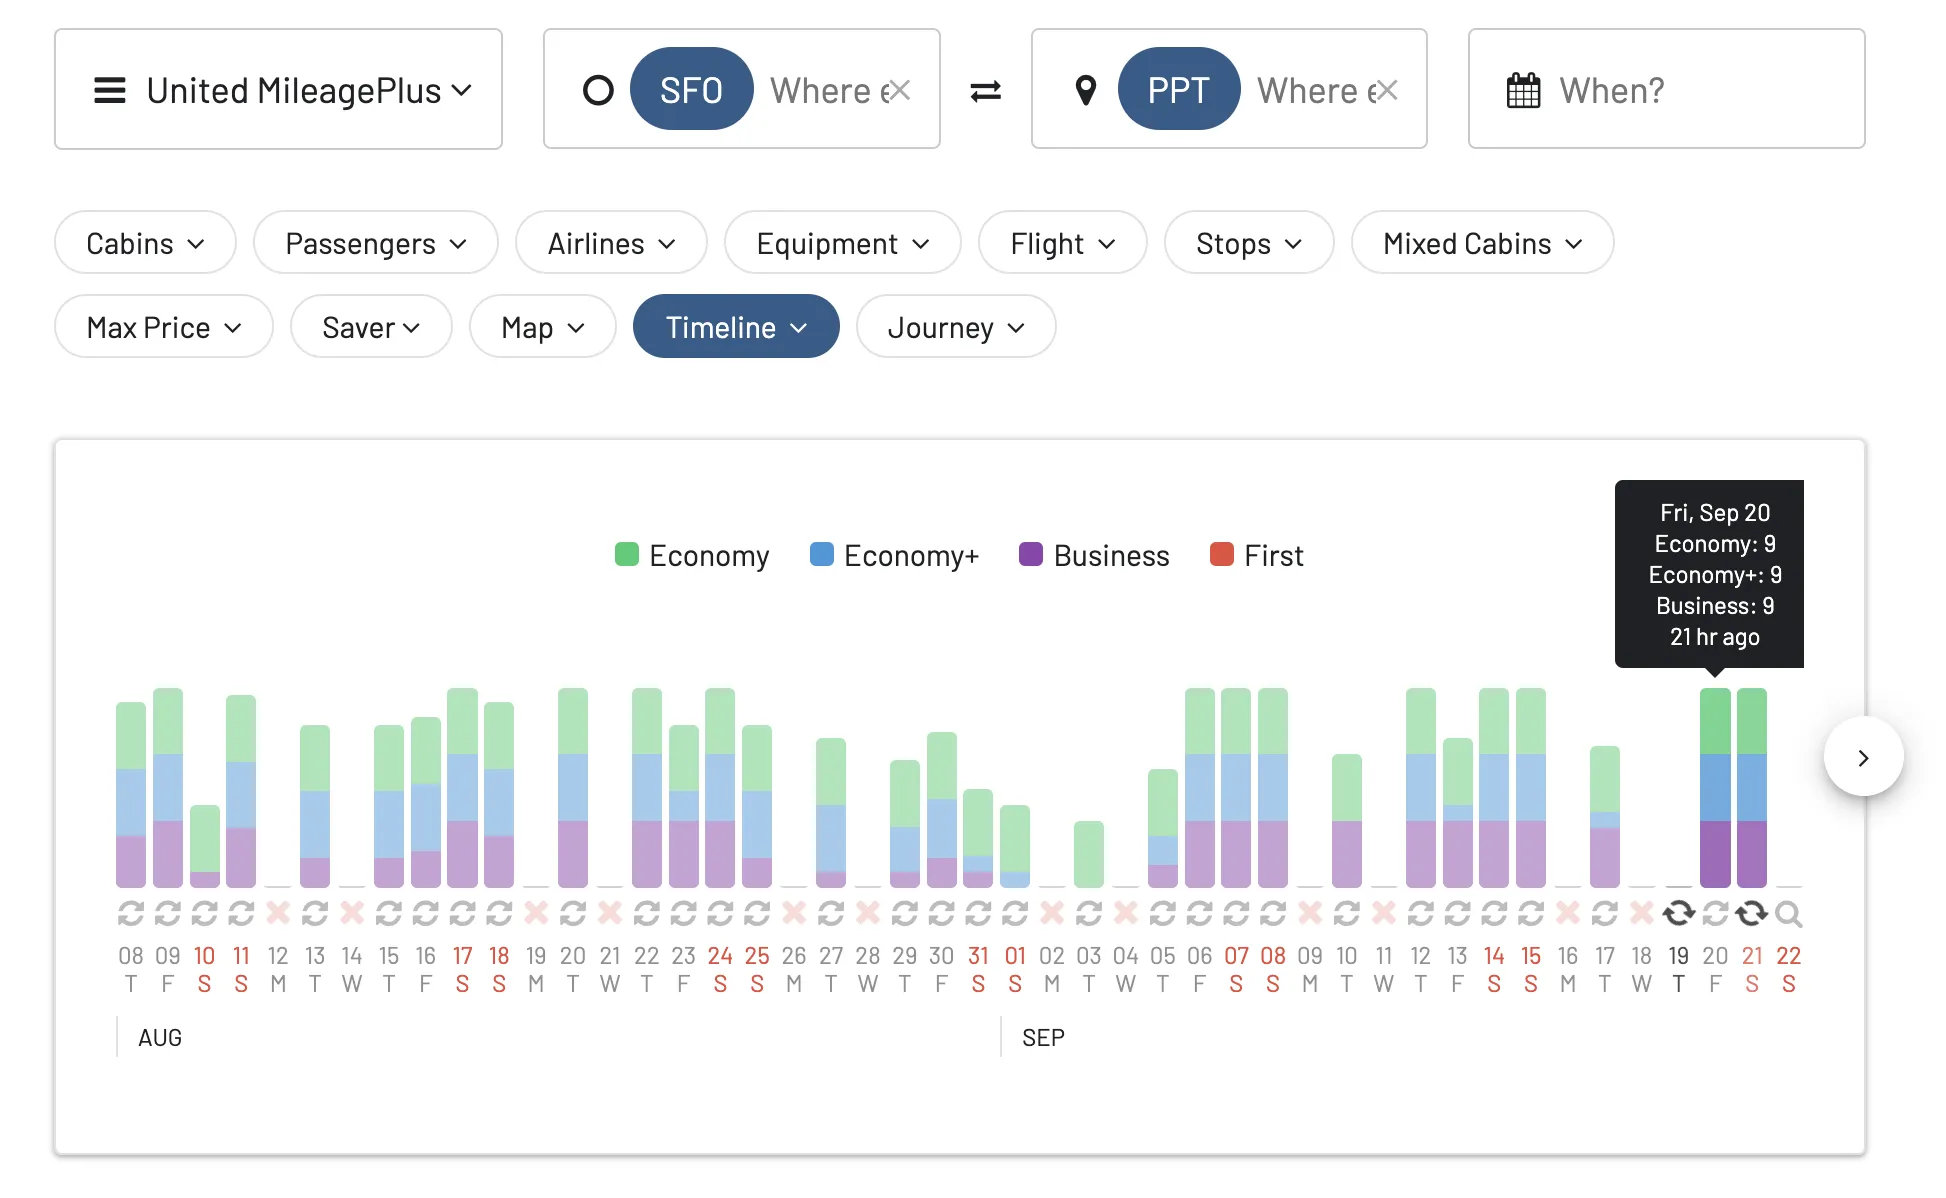 United MileagePlus
SFO Where e
PPT Where e
When?
Cabins
Passengers
Airlines
Equipment
Flight
Stops
Mixed Cabins
Max Price
Saver
Map
Timeline
Journey
Fri, Sep 20
Economy: 9
Economy+: 9
Business: 9
21 hr ago
Economy Economy+ Business First
08 09 10 11 12 13 14 15 16 17 18 19 20 21 22 23 24 25 26 27 28 29 30 31 01 02 03 04 05 06 07 08 09 10 11 12 13 14 15 16 17 18 19 20 21 22
T F S S M T W T F S S M T W T F S S M T W T F S S M T W T F S S M T W T F S S M T W T F S S
AUG SEP